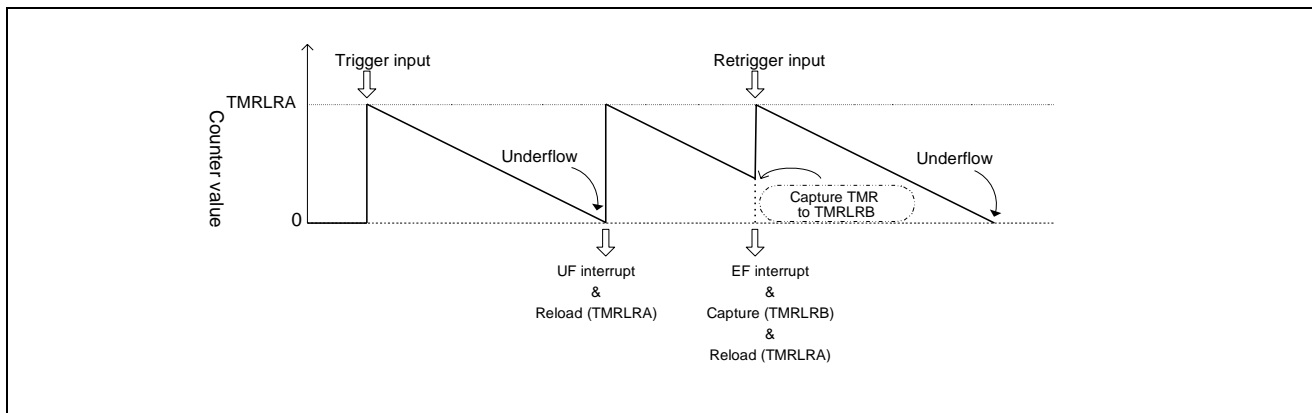 Trigger input
Retrigger input
TMRLRA
Counter value
Underflow
Underflow
Capture TMR
to TMRLRB
0
UF interrupt
&
Reload (TMRLRA)
EF interrupt
&
Capture (TMRLRB)
&
Reload (TMRLRA)